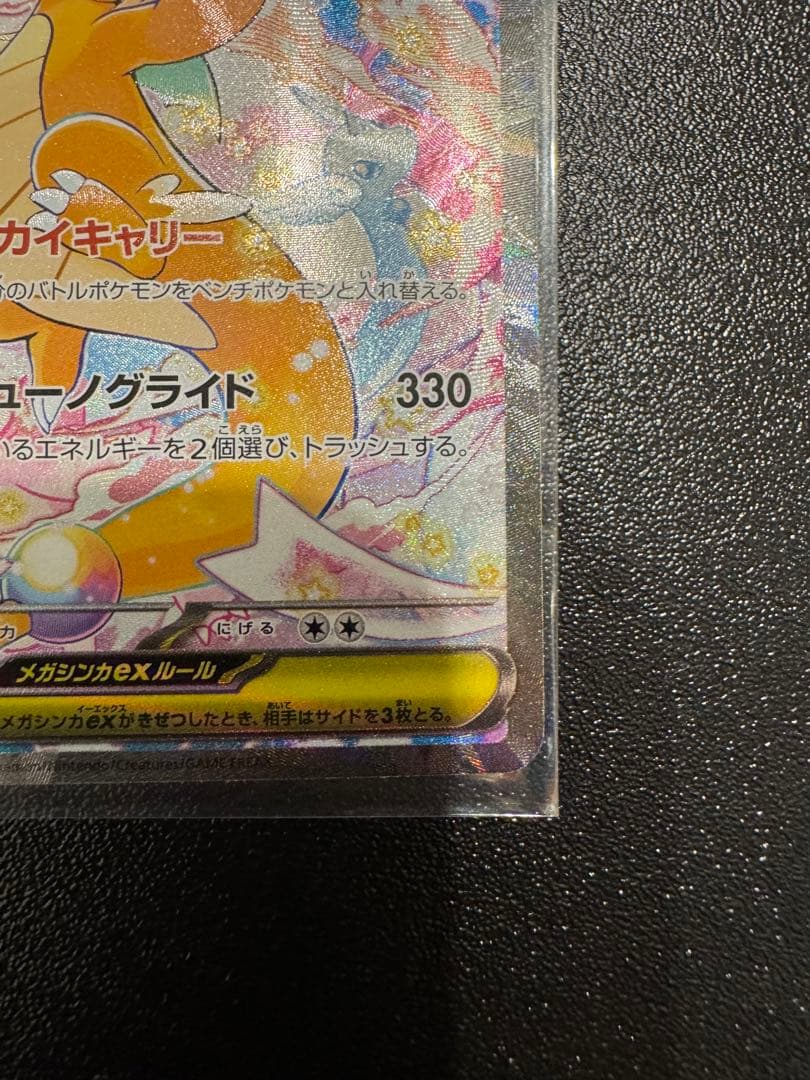 カイキャリー
分のバトルポケモンをベンチポケモンと入れ替える。
ューノグライド 330
いるエネルギーを2個選び、トラッシュする。
カ にげる
メガシンカexルール
メガシンカexがきぜつしたとき、相手はサイドを3枚とる。
/Nintendo/Creatures/GAME FREAK